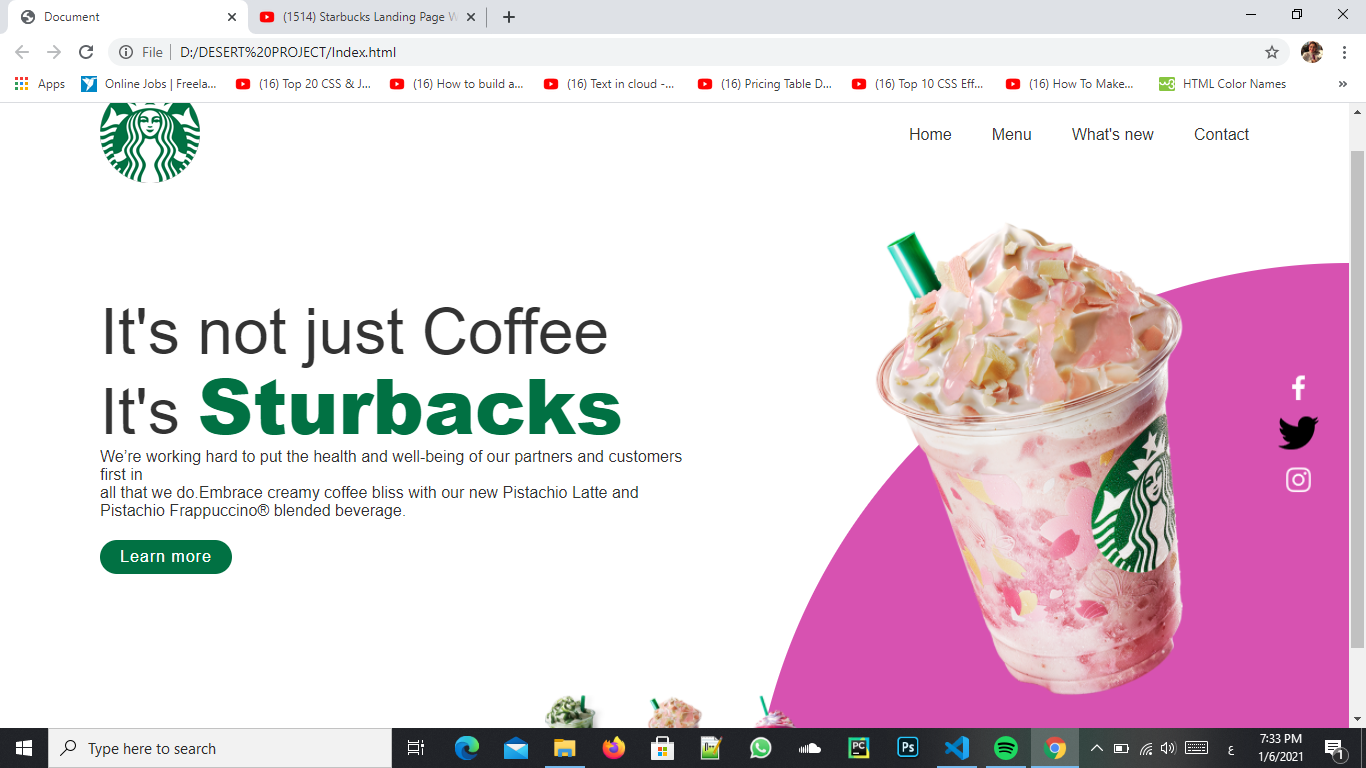 Document
(1514) Starbucks Landing Page W
File
D:/DESERT%20PROJECT/Index.html
Apps
Online Jobs | Freela...
(16) Top 20 CSS & J...
(16) How to build a...
(16) Text in cloud -...
(16) Pricing Table D...
(16) Top 10 CSS Eff...
(16) How To Make...
HTML Color Names
»
Home
Menu
What's new
Contact
It's not just Coffee
It's Sturbacks
We’re working hard to put the health and well-being of our partners and customers
first in
all that we do.Embrace creamy coffee bliss with our new Pistachio Latte and
Pistachio Frappuccino® blended beverage.
Learn more
Type here to search
PC
Ps
ع
7:33 PM
1/6/2021
1